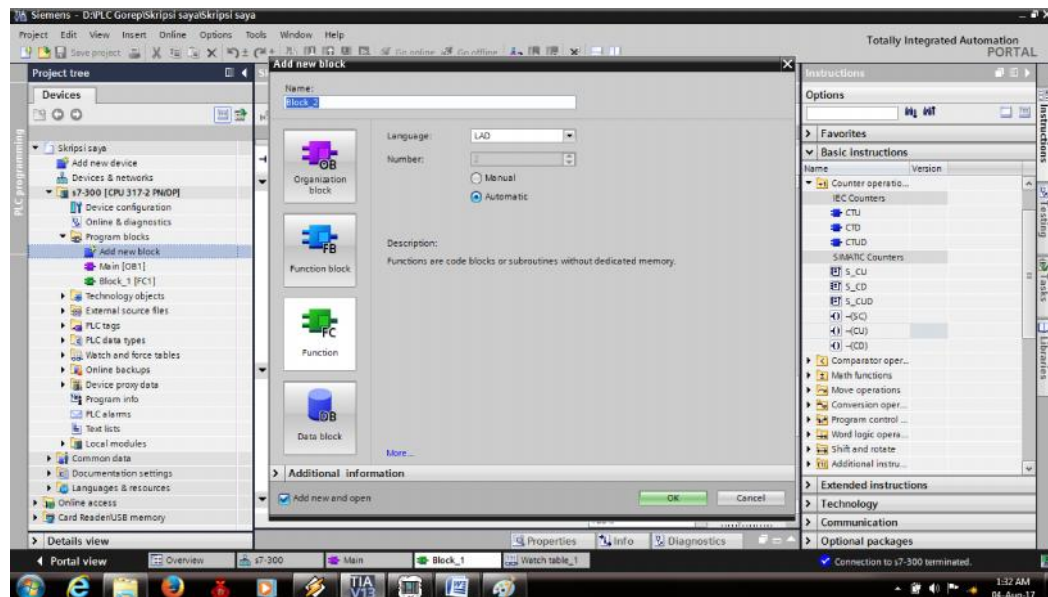 Siemens - D:\PLC Gorep\Skripsi saya\Skripsi saya
Project Edit View Insert Online Options Tools Window Help
Totally Integrated Automation
PORTAL
Save project
Go online Go offline
PLC programming
Project tree
Devices
Skripsi saya
Add new device
Devices & networks
s7-300 [CPU 317-2 PN/DP]
Device configuration
Online & diagnostics
Program blocks
Add new block
Main [OB1]
Block_1 [FC1]
Technology objects
External source files
PLC tags
PLC data types
Watch and force tables
Online backups
Device proxy data
Program info
PLC alarms
Text lists
Local modules
Common data
Documentation settings
Languages & resources
Online access
Card Reader/USB memory
Details view
Add new block
Name:
Block_2
OB
Organization block
FB
Function block
FC
Function
DB
Data block
Language: LAD
Number: 2
Manual
Automatic
Description:
Functions are code blocks or subroutines without dedicated memory.
More...
Additional information
Add new and open
OK Cancel
Properties Info Diagnostics
Instructions
Options
Favorites
Basic instructions
Name Version
Counter operatio...
IEC Counters
CTU
CTD
CTUD
SIMATIC Counters
S_CU
S_CD
S_CUD
-(SC)
-(CU)
-(CD)
Comparator oper...
Math functions
Move operations
Conversion oper...
Program control ...
Word logic opera...
Shift and rotate
Additional instru...
Extended instructions
Technology
Communication
Optional packages
Instructions
Testing
Tasks
Libraries
Portal view Overview s7-300 Main Block_1 Watch table_1
Connection to s7-300 terminated.
TIA V13
1:32 AM
04-Aug-17